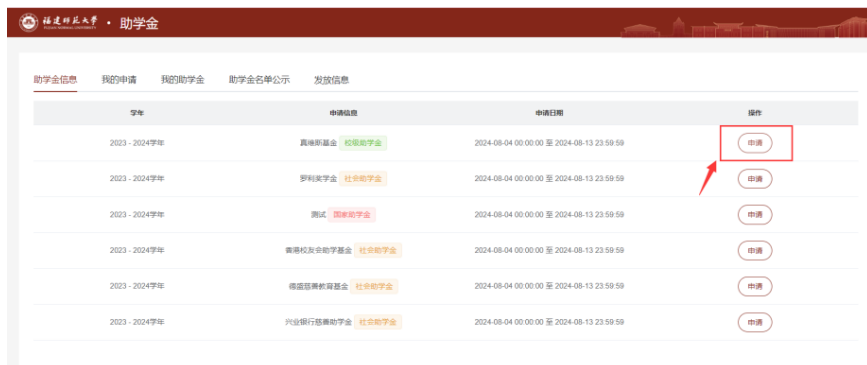 福建师范大学 · 助学金
助学金信息 我的申请 我的助学金 助学金名单公示 发放信息
学年 申请信息 申请日期 操作
2023 - 2024学年 真维斯基金 校级助学金 2024-08-04 00:00:00 至 2024-08-13 23:59:59 申请
2023 - 2024学年 罗利奖学金 社会助学金 2024-08-04 00:00:00 至 2024-08-13 23:59:59 申请
2023 - 2024学年 测试 国家助学金 2024-08-04 00:00:00 至 2024-08-13 23:59:59 申请
2023 - 2024学年 香港校友会助学基金 社会助学金 2024-08-04 00:00:00 至 2024-08-13 23:59:59 申请
2023 - 2024学年 得盛慈善教育基金 社会助学金 2024-08-04 00:00:00 至 2024-08-13 23:59:59 申请
2023 - 2024学年 兴业银行慈善助学金 社会助学金 2024-08-04 00:00:00 至 2024-08-13 23:59:59 申请